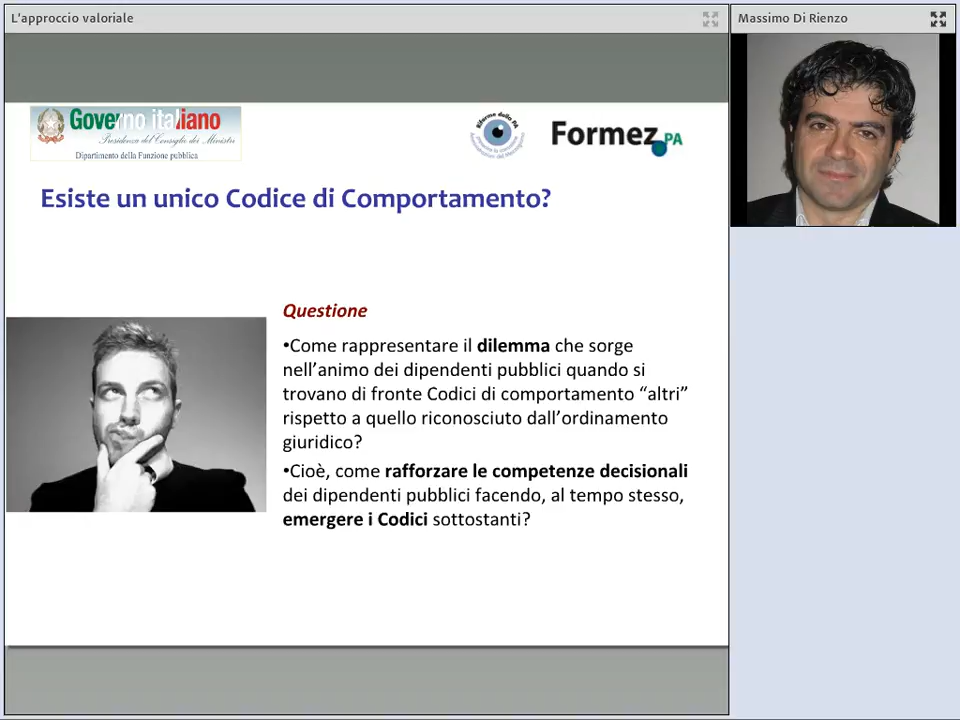 L'approccio valoriale
Massimo Di Rienzo
Governo italiano
Presidenza del Consiglio dei Ministri
Dipartimento della Funzione pubblica
Riforme della PA
Formez PA
Esiste un unico Codice di Comportamento?
Questione
•Come rappresentare il dilemma che sorge
nell’animo dei dipendenti pubblici quando si
trovano di fronte Codici di comportamento “altri”
rispetto a quello riconosciuto dall’ordinamento
giuridico?
•Cioè, come rafforzare le competenze decisionali
dei dipendenti pubblici facendo, al tempo stesso,
emergere i Codici sottostanti?